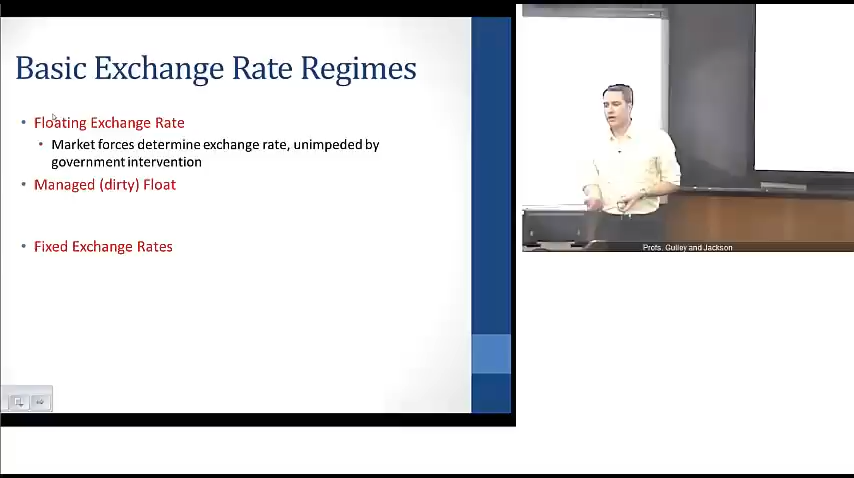 Basic Exchange Rate Regimes
• Floating Exchange Rate
• Market forces determine exchange rate, unimpeded by
government intervention
• Managed (dirty) Float
• Fixed Exchange Rates
Profs. Gulley and Jackson